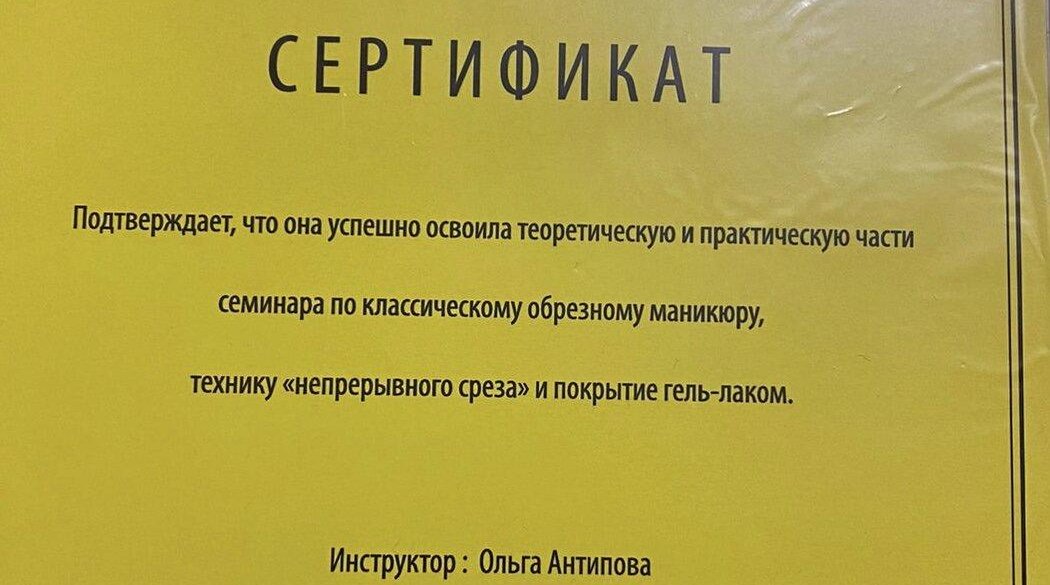 СЕРТИФИКАТ
Подтверждает, что она успешно освоила теоретическую и практическую части
семинара по классическому обрезному маникюру,
технику «непрерывного среза» и покрытие гель-лаком.
Инструктор : Ольга Антипова